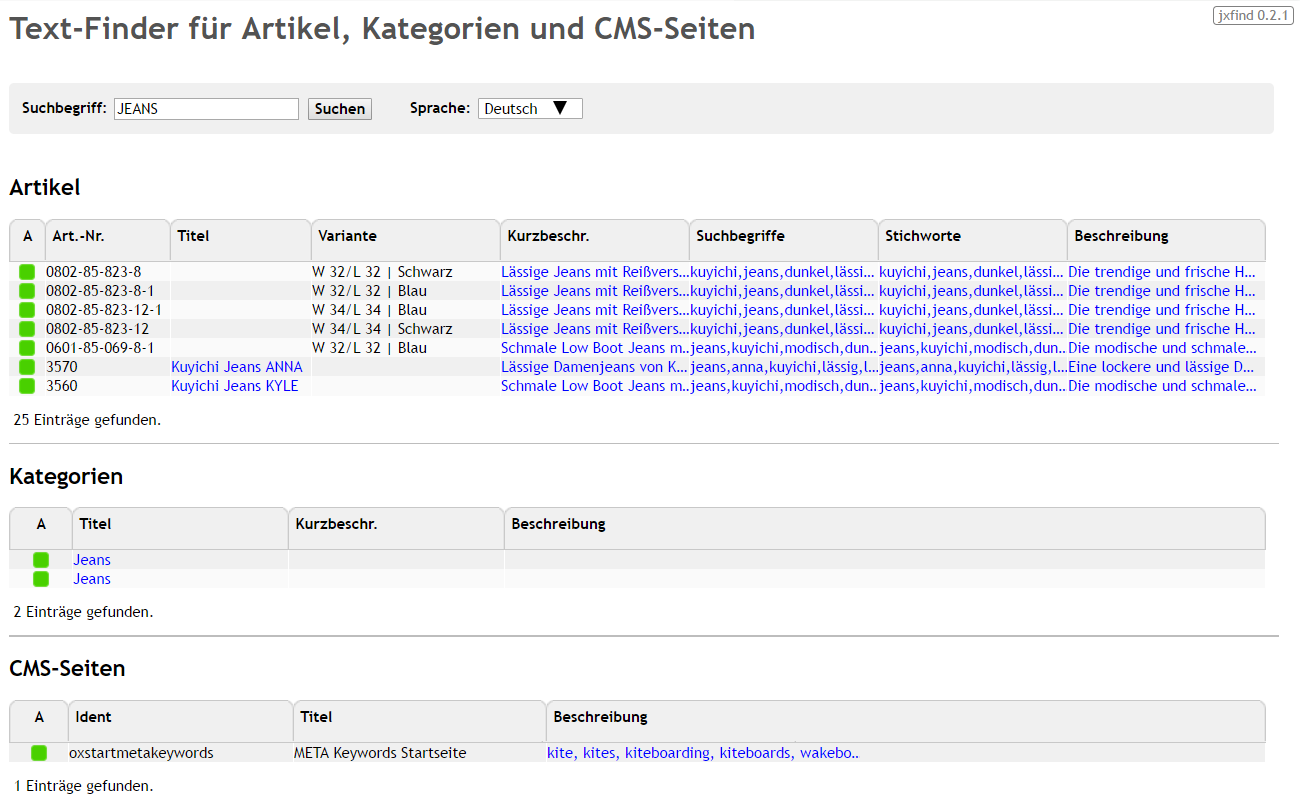 Text-Finder für Artikel, Kategorien und CMS-Seiten jxfind 0.2.1
Suchbegriff: JEANS Suchen Sprache: Deutsch ▼
Artikel
A Art.-Nr. Titel Variante Kurzbeschr. Suchbegriffe Stichworte Beschreibung
0802-85-823-8 W 32/L 32 | Schwarz Lässige Jeans mit Reißvers... kuyichi,jeans,dunkel,lässi... kuyichi,jeans,dunkel,lässi... Die trendige und frische H...
0802-85-823-8-1 W 32/L 32 | Blau Lässige Jeans mit Reißvers... kuyichi,jeans,dunkel,lässi... kuyichi,jeans,dunkel,lässi... Die trendige und frische H...
0802-85-823-12-1 W 34/L 34 | Blau Lässige Jeans mit Reißvers... kuyichi,jeans,dunkel,lässi... kuyichi,jeans,dunkel,lässi... Die trendige und frische H...
0802-85-823-12 W 34/L 34 | Schwarz Lässige Jeans mit Reißvers... kuyichi,jeans,dunkel,lässi... kuyichi,jeans,dunkel,lässi... Die trendige und frische H...
0601-85-069-8-1 W 32/L 32 | Blau Schmale Low Boot Jeans m.. jeans,kuyichi,modisch,dun.. jeans,kuyichi,modisch,dun.. Die modische und schmale...
3570 Kuyichi Jeans ANNA Lässige Damenjeans von K... jeans,anna,kuyichi,lässig,l... jeans,anna,kuyichi,lässig,l... Eine lockere und lässige D...
3560 Kuyichi Jeans KYLE Schmale Low Boot Jeans m.. jeans,kuyichi,modisch,dun.. jeans,kuyichi,modisch,dun.. Die modische und schmale...
25 Einträge gefunden.
Kategorien
A Titel Kurzbeschr. Beschreibung
Jeans
Jeans
2 Einträge gefunden.
CMS-Seiten
A Ident Titel Beschreibung
oxstartmetakeywords META Keywords Startseite kite, kites, kiteboarding, kiteboards, wakebo..
1 Einträge gefunden.